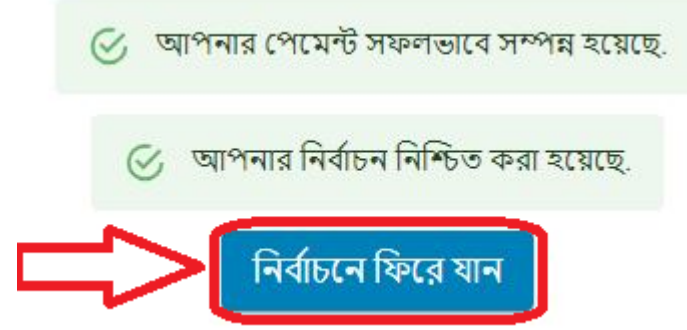 আপনার পেমেন্ট সফলভাবে সম্পন্ন হয়েছে.
আপনার নির্বাচন নিশ্চিত করা হয়েছে.
নির্বাচনে ফিরে যান